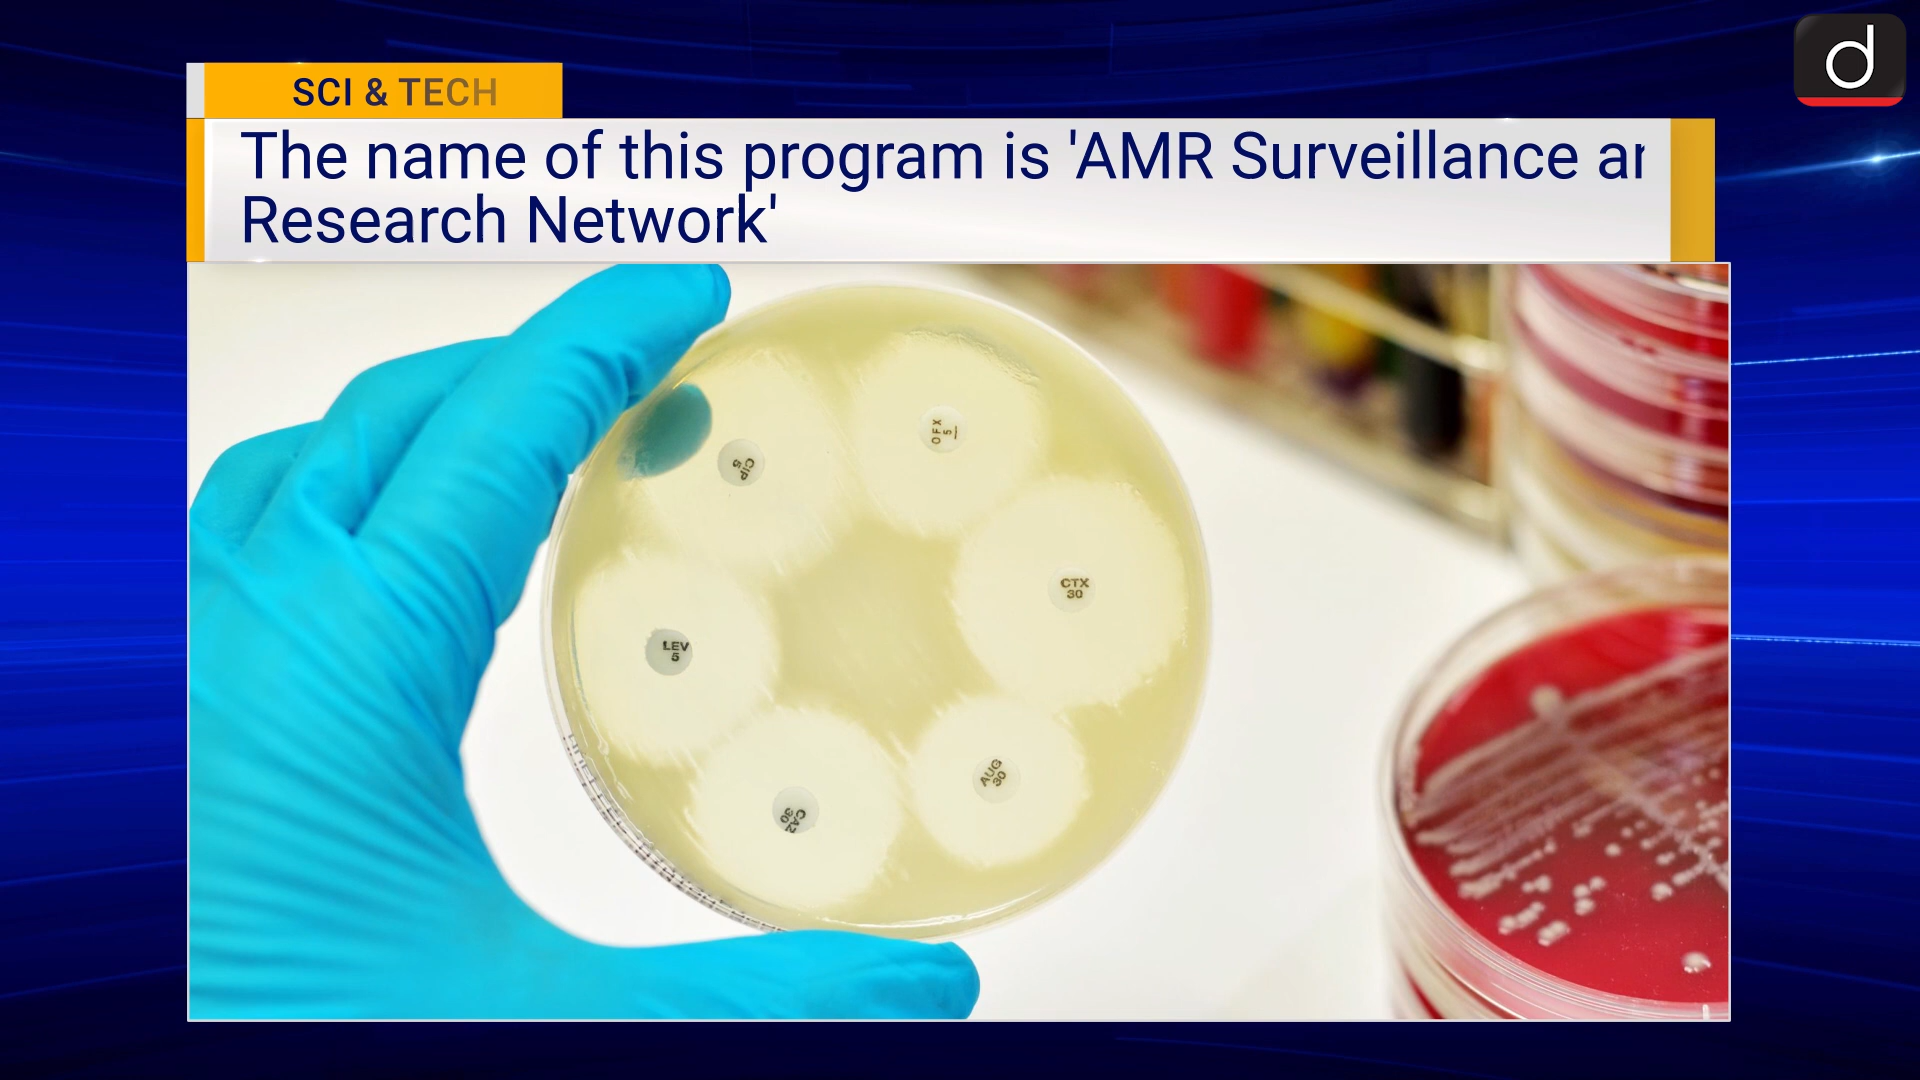 SCI & TECH
The name of this program is 'AMR Surveillance ar
Research Network'
OFX
5
CIP
5
CTX
30
LEV
5
AUG
30
CAZ
30
d